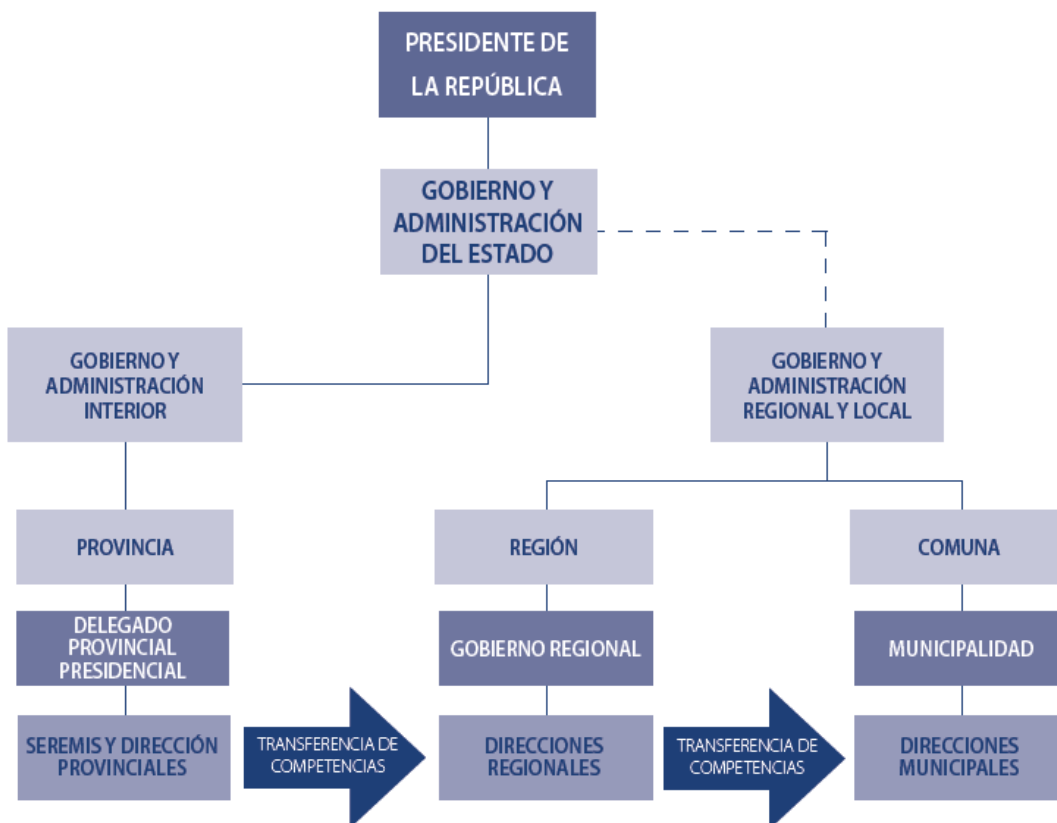 PRESIDENTE DE
LA REPÚBLICA
GOBIERNO Y
ADMINISTRACIÓN
DEL ESTADO
GOBIERNO Y
ADMINISTRACIÓN
INTERIOR
GOBIERNO Y
ADMINISTRACIÓN
REGIONAL Y LOCAL
PROVINCIA
REGIÓN
COMUNA
DELEGADO
PROVINCIAL
PRESIDENCIAL
GOBIERNO REGIONAL
MUNICIPALIDAD
SEREMIS Y DIRECCIÓN
PROVINCIALES
TRANSFERENCIA DE
COMPETENCIAS
DIRECCIONES
REGIONALES
TRANSFERENCIA DE
COMPETENCIAS
DIRECCIONES
MUNICIPALES